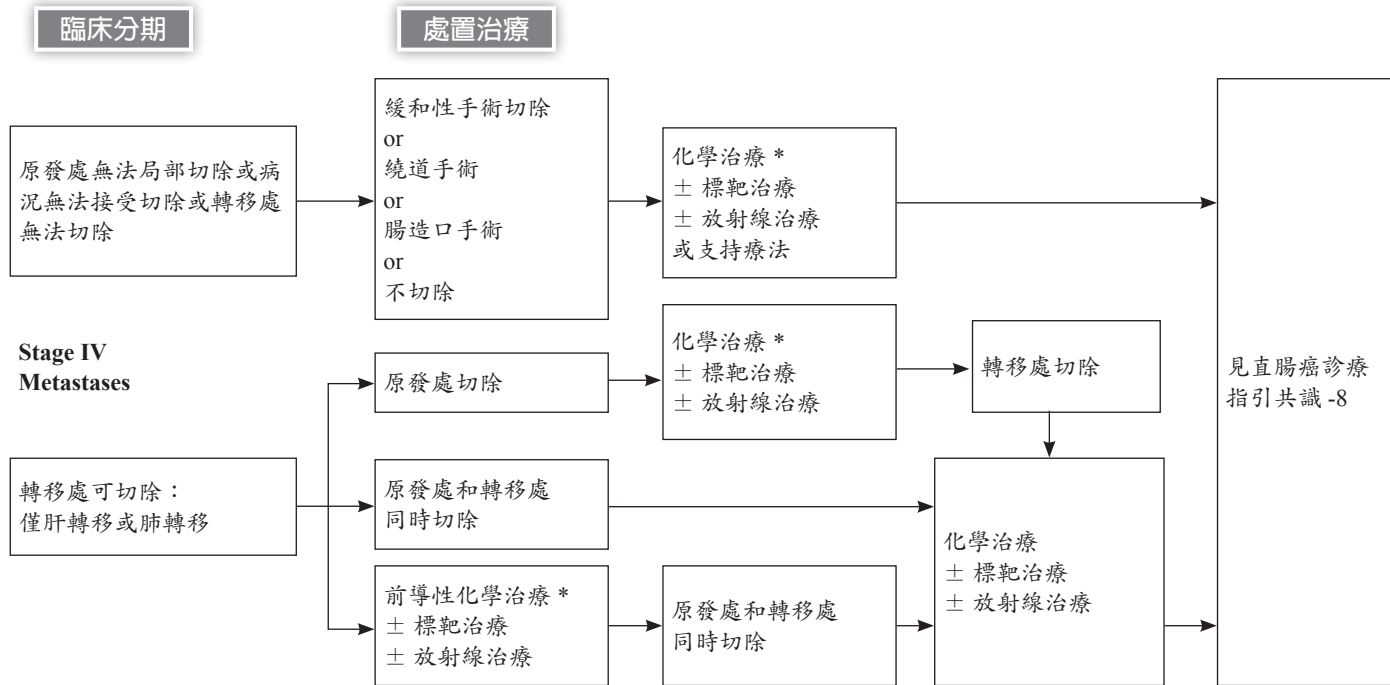 臨床分期
處置治療
原發處無法局部切除或病
況無法接受切除或轉移處
無法切除
緩和性手術切除
or
繞道手術
or
腸造口手術
or
不切除
化學治療 *
± 標靶治療
± 放射線治療
或支持療法
Stage IV
Metastases
原發處切除
化學治療 *
± 標靶治療
± 放射線治療
轉移處切除
見直腸癌診療
指引共識 -8
轉移處可切除：
僅肝轉移或肺轉移
原發處和轉移處
同時切除
前導性化學治療 *
± 標靶治療
± 放射線治療
原發處和轉移處
同時切除
化學治療
± 標靶治療
± 放射線治療